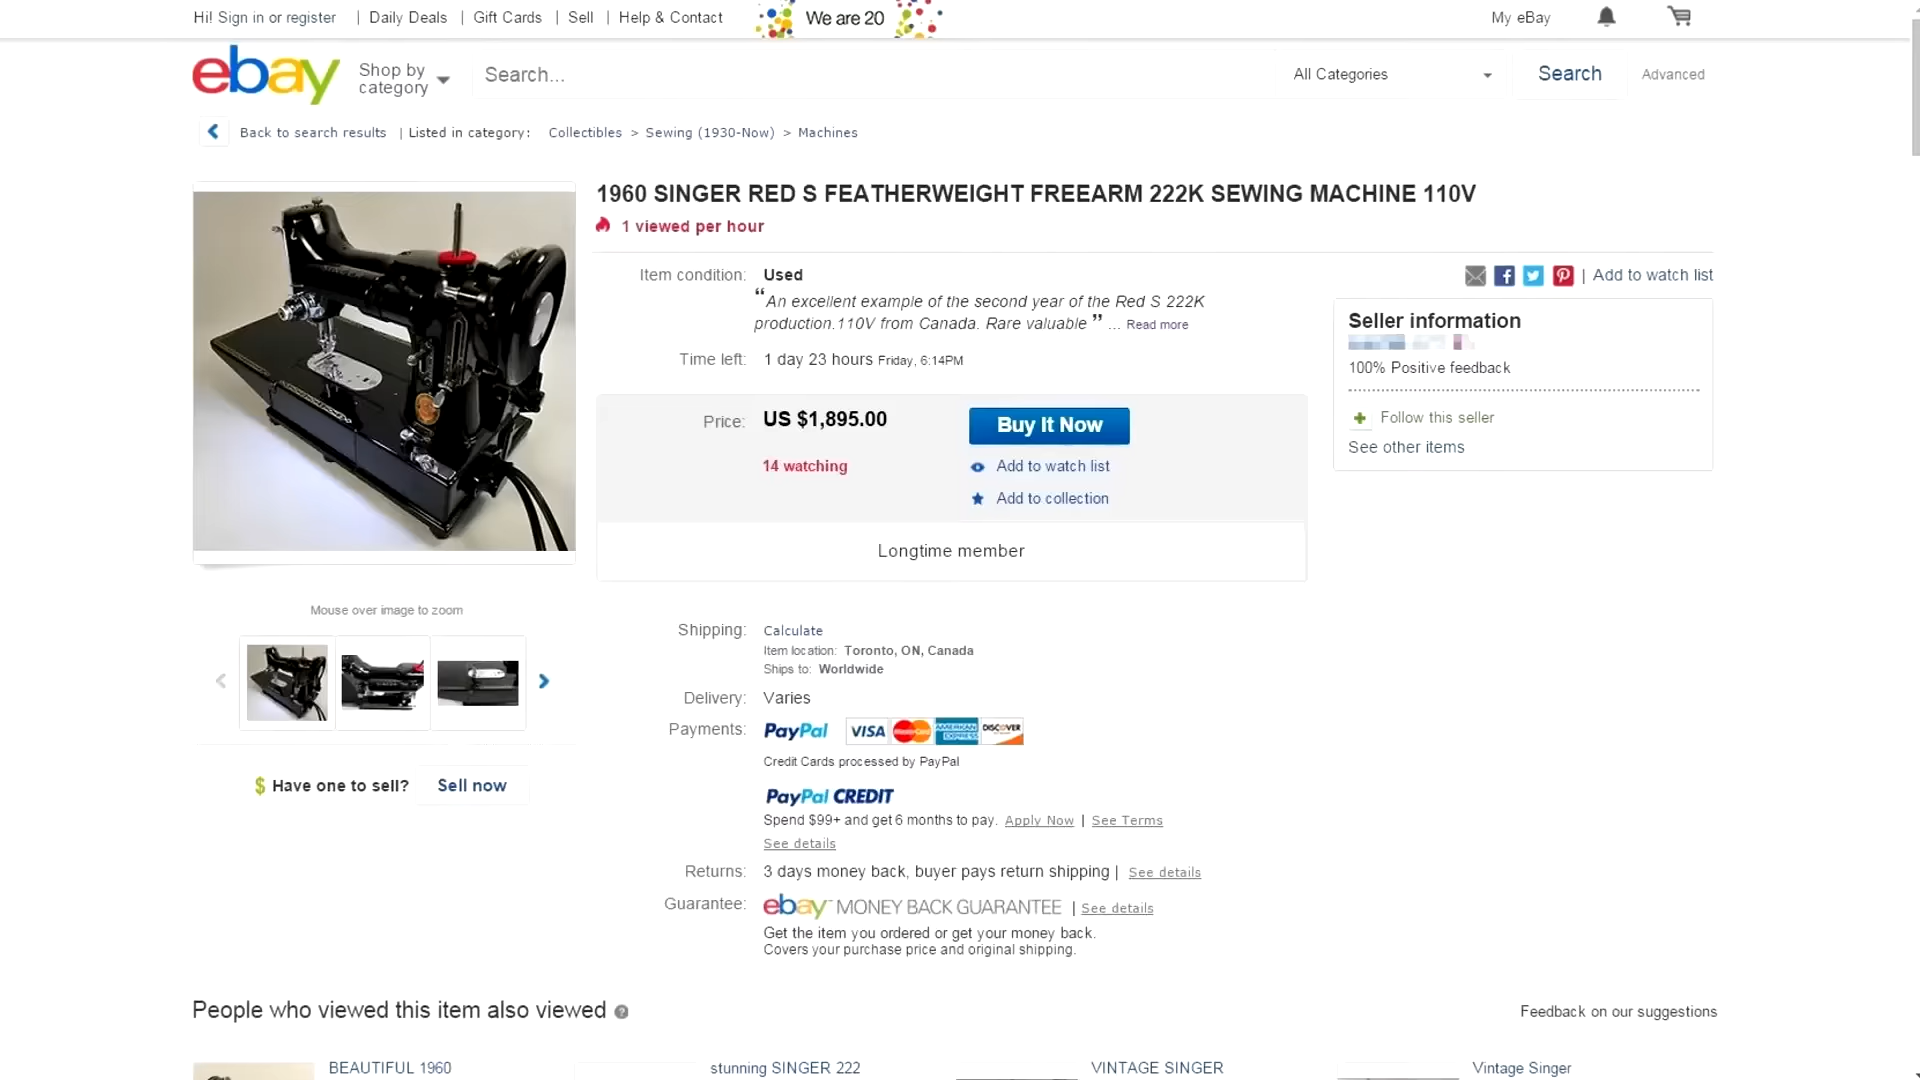 Hi! Sign in or register | Daily Deals | Gift Cards | Sell | Help & Contact We are 20 My eBay
ebay Shop by category Search... All Categories Search Advanced
Back to search results | Listed in category: Collectibles > Sewing (1930-Now) > Machines
1960 SINGER RED S FEATHERWEIGHT FREEARM 222K SEWING MACHINE 110V
1 viewed per hour
Item condition: Used
“An excellent example of the second year of the Red S 222K
production.110V from Canada. Rare valuable ” ... Read more
Time left: 1 day 23 hours Friday, 6:14PM
| Add to watch list
Seller information
100% Positive feedback
Follow this seller
See other items
Price: US $1,895.00 Buy It Now
14 watching Add to watch list
Add to collection
Longtime member
Mouse over image to zoom
$ Have one to sell? Sell now
Shipping: Calculate
Item location: Toronto, ON, Canada
Ships to: Worldwide
Delivery: Varies
Payments: PayPal VISA MasterCard AMERICAN EXPRESS DISCOVER
Credit Cards processed by PayPal
PayPal CREDIT
Spend $99+ and get 6 months to pay. Apply Now | See Terms
See details
Returns: 3 days money back, buyer pays return shipping | See details
Guarantee: ebay MONEY BACK GUARANTEE | See details
Get the item you ordered or get your money back.
Covers your purchase price and original shipping.
People who viewed this item also viewed ? Feedback on our suggestions
BEAUTIFUL 1960 stunning SINGER 222 VINTAGE SINGER Vintage Singer